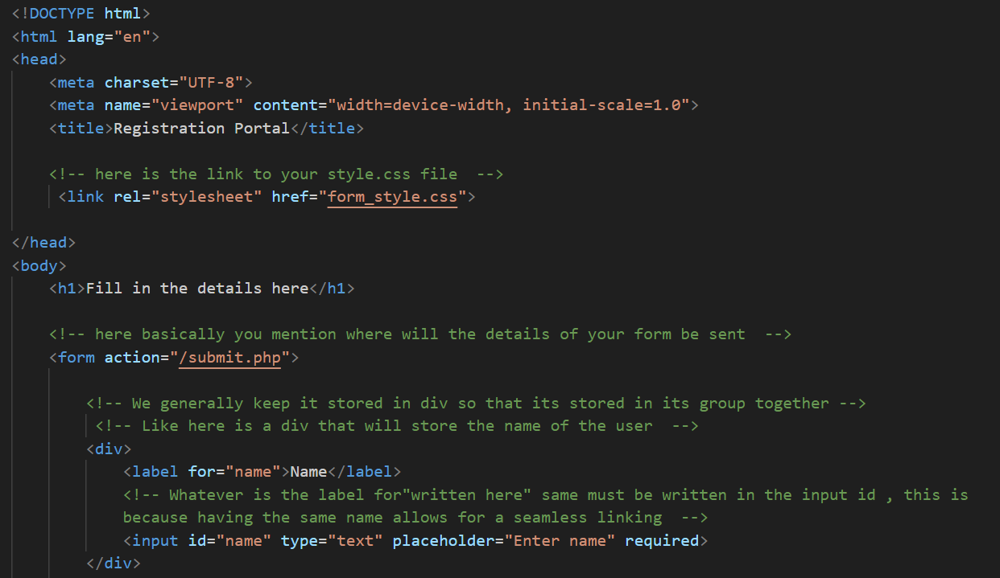 <!DOCTYPE html>
<html lang="en">
<head>
    <meta charset="UTF-8">
    <meta name="viewport" content="width=device-width, initial-scale=1.0">
    <title>Registration Portal</title>

    <!-- here is the link to your style.css file  -->
     <link rel="stylesheet" href="form_style.css">

</head>
<body>
    <h1>Fill in the details here</h1>

    <!-- here basically you mention where will the details of your form be sent  -->
    <form action="/submit.php">

        <!-- We generally keep it stored in div so that its stored in its group together -->
         <!-- Like here is a div that will store the name of the user  -->
        <div>
            <label for="name">Name</label>
            <!-- Whatever is the label for"written here" same must be written in the input id , this is
            because having the same name allows for a seamless linking  -->
            <input id="name" type="text" placeholder="Enter name" required>
        </div>